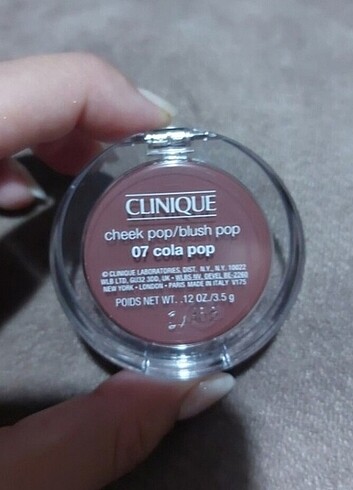 CLINIQUE
cheek pop/blush pop
07 cola pop
© CLINIQUE LABORATORIES, DIST. N.Y., N.Y. 10022
WLB LTD, GU32 3DD, UK • WLBS NV, DEVEL BE-2260
NEW YORK • LONDON • PARIS MADE IN ITALY V175
POIDS NET WT. .12 OZ./3.5 g